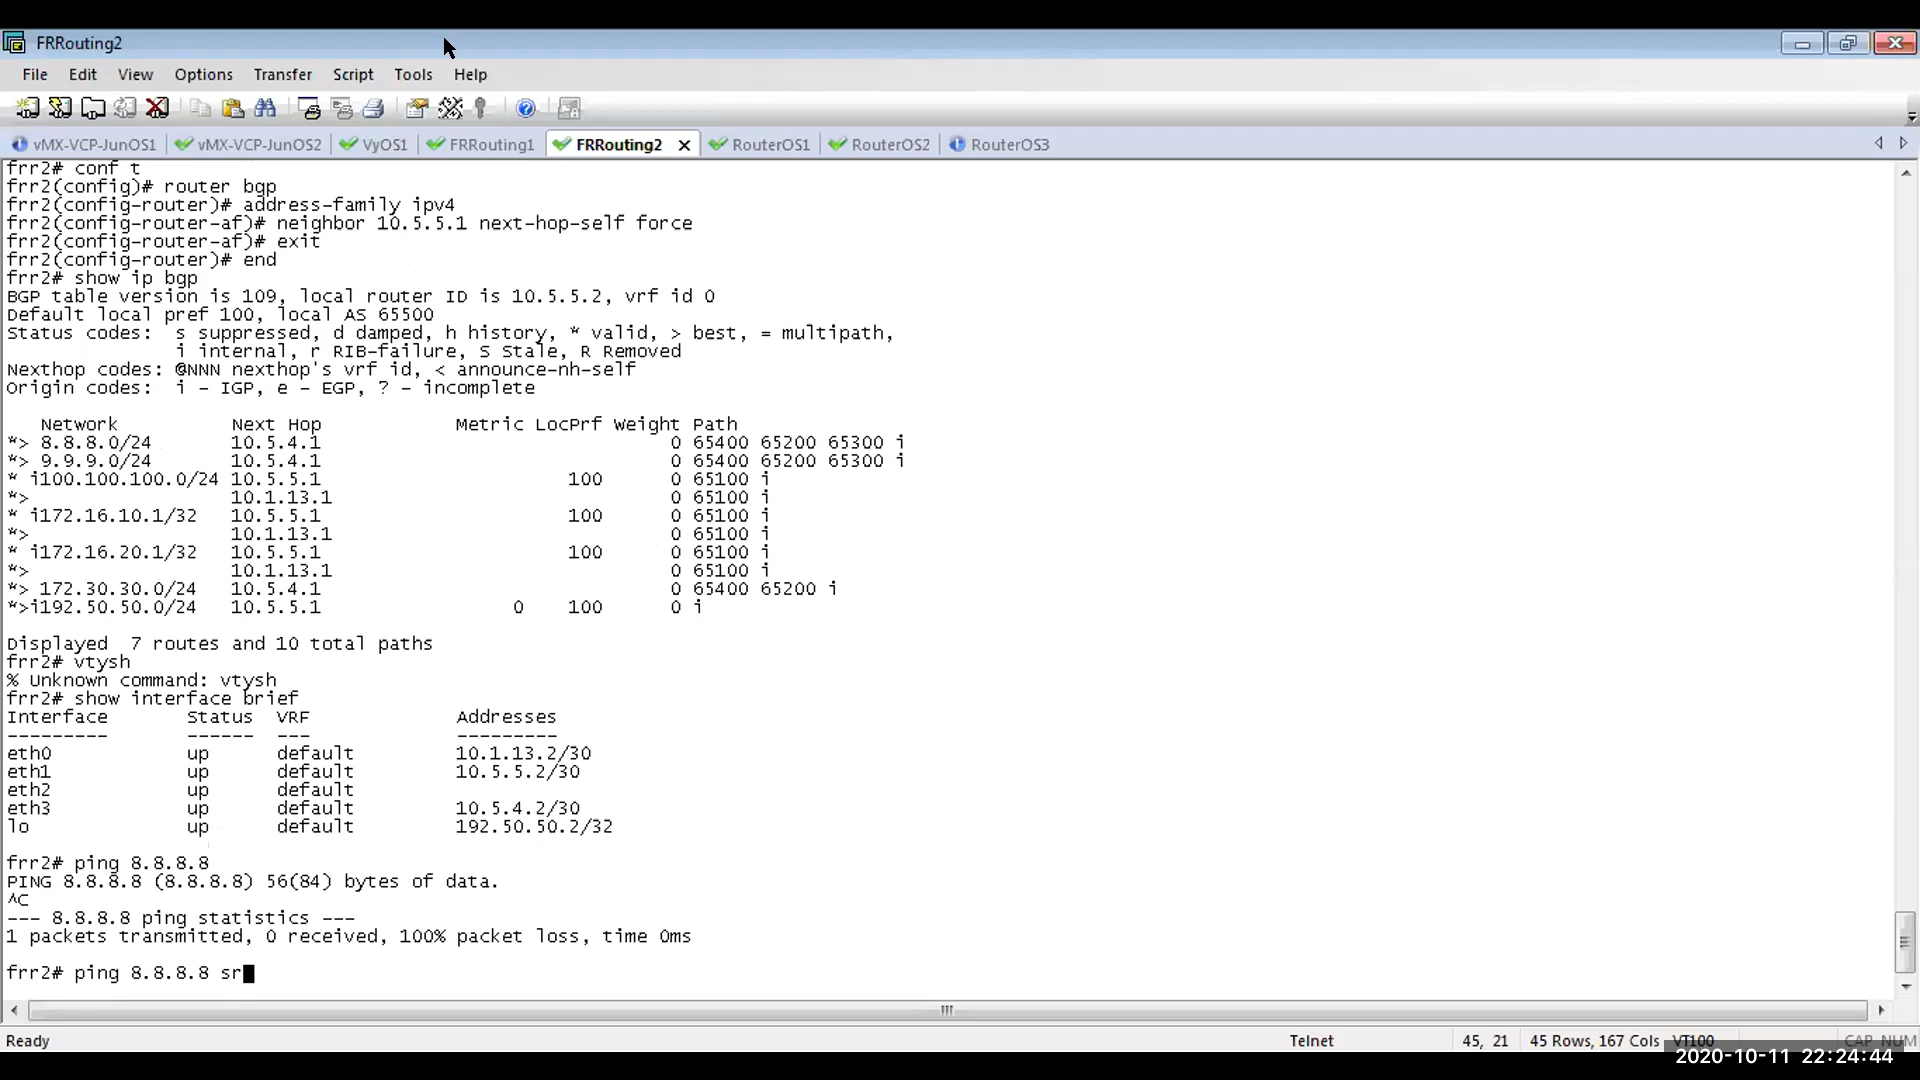 FRRouting2
File Edit View Options Transfer Script Tools Help
vMX-VCP-JunOS1 vMX-VCP-JunOS2 VyOS1 FRRouting1 FRRouting2 RouterOS1 RouterOS2 RouterOS3
frr2# conf t
frr2(config)# router bgp
frr2(config-router)# address-family ipv4
frr2(config-router-af)# neighbor 10.5.5.1 next-hop-self force
frr2(config-router-af)# exit
frr2(config-router)# end
frr2# show ip bgp
BGP table version is 109, local router ID is 10.5.5.2, vrf id 0
Default local pref 100, local AS 65500
Status codes:  s suppressed, d damped, h history, * valid, > best, = multipath,
               i internal, r RIB-failure, S Stale, R Removed
Nexthop codes: @NNN nexthop's vrf id, < announce-nh-self
Origin codes:  i - IGP, e - EGP, ? - incomplete
   Network          Next Hop            Metric LocPrf Weight Path
*> 8.8.8.0/24       10.5.4.1                               0 65400 65200 65300 i
*> 9.9.9.0/24       10.5.4.1                               0 65400 65200 65300 i
* i100.100.100.0/24 10.5.5.1                      100      0 65100 i
*>                  10.1.13.1                              0 65100 i
* i172.16.10.1/32   10.5.5.1                      100      0 65100 i
*>                  10.1.13.1                              0 65100 i
* i172.16.20.1/32   10.5.5.1                      100      0 65100 i
*>                  10.1.13.1                              0 65100 i
*> 172.30.30.0/24   10.5.4.1                               0 65400 65200 i
*>i192.50.50.0/24   10.5.5.1                 0    100      0 i
Displayed  7 routes and 10 total paths
frr2# vtysh
% Unknown command: vtysh
frr2# show interface brief
Interface       Status  VRF             Addresses
---------       ------  ---             ---------
eth0            up      default         10.1.13.2/30
eth1            up      default         10.5.5.2/30
eth2            up      default
eth3            up      default         10.5.4.2/30
lo              up      default         192.50.50.2/32
frr2# ping 8.8.8.8
PING 8.8.8.8 (8.8.8.8) 56(84) bytes of data.
^C
--- 8.8.8.8 ping statistics ---
1 packets transmitted, 0 received, 100% packet loss, time 0ms
frr2# ping 8.8.8.8 sr
Ready Telnet 45, 21 45 Rows, 167 Cols VT100 CAP NUM
2020-10-11 22:24:44